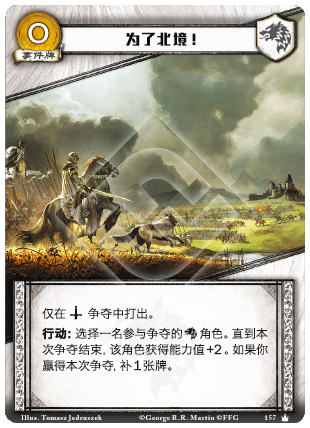 0
事件牌
为了北境！
仅在 争夺中打出。
行动: 选择一名参与争夺的 角色。直到本
次争夺结束，该角色获得能力值+2。如果你
赢得本次争夺，补1张牌。
Illus. Tomasz Jedruszek ©George R.R. Martin ©FFG 157